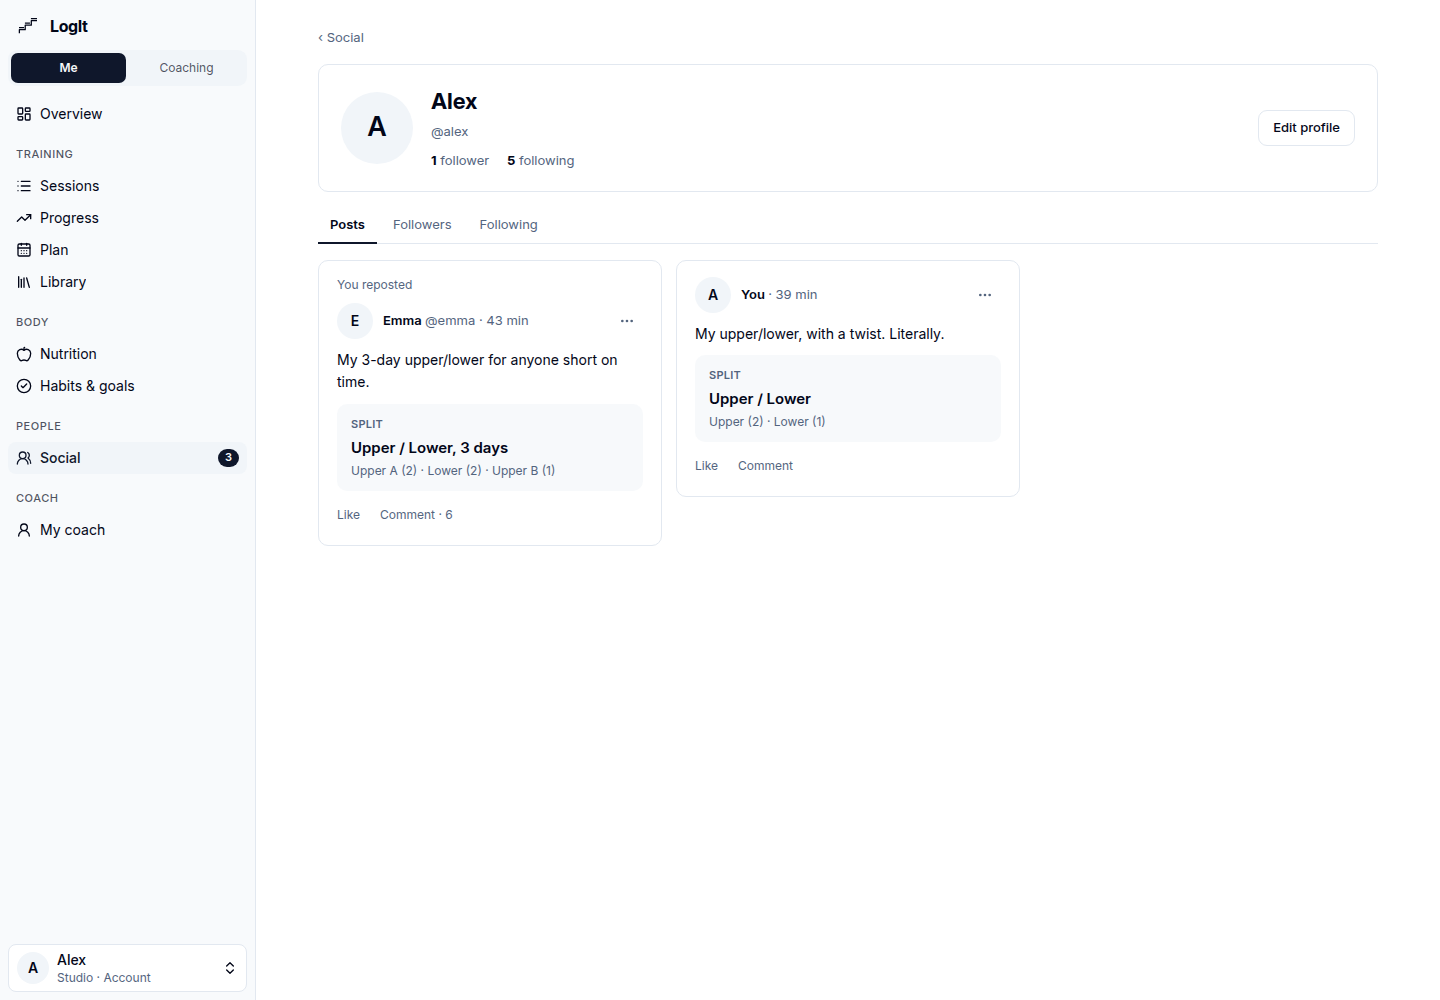 LogIt
Me
Coaching
Overview
TRAINING
Sessions
Progress
Plan
Library
BODY
Nutrition
Habits & goals
PEOPLE
Social
3
COACH
My coach
A
Alex
Studio · Account
‹ Social
A
Alex
@alex
1 follower 5 following
Edit profile
Posts
Followers
Following
You reposted
E
Emma @emma · 43 min
My 3-day upper/lower for anyone short on
time.
SPLIT
Upper / Lower, 3 days
Upper A (2) · Lower (2) · Upper B (1)
Like
Comment · 6
A
You · 39 min
My upper/lower, with a twist. Literally.
SPLIT
Upper / Lower
Upper (2) · Lower (1)
Like
Comment